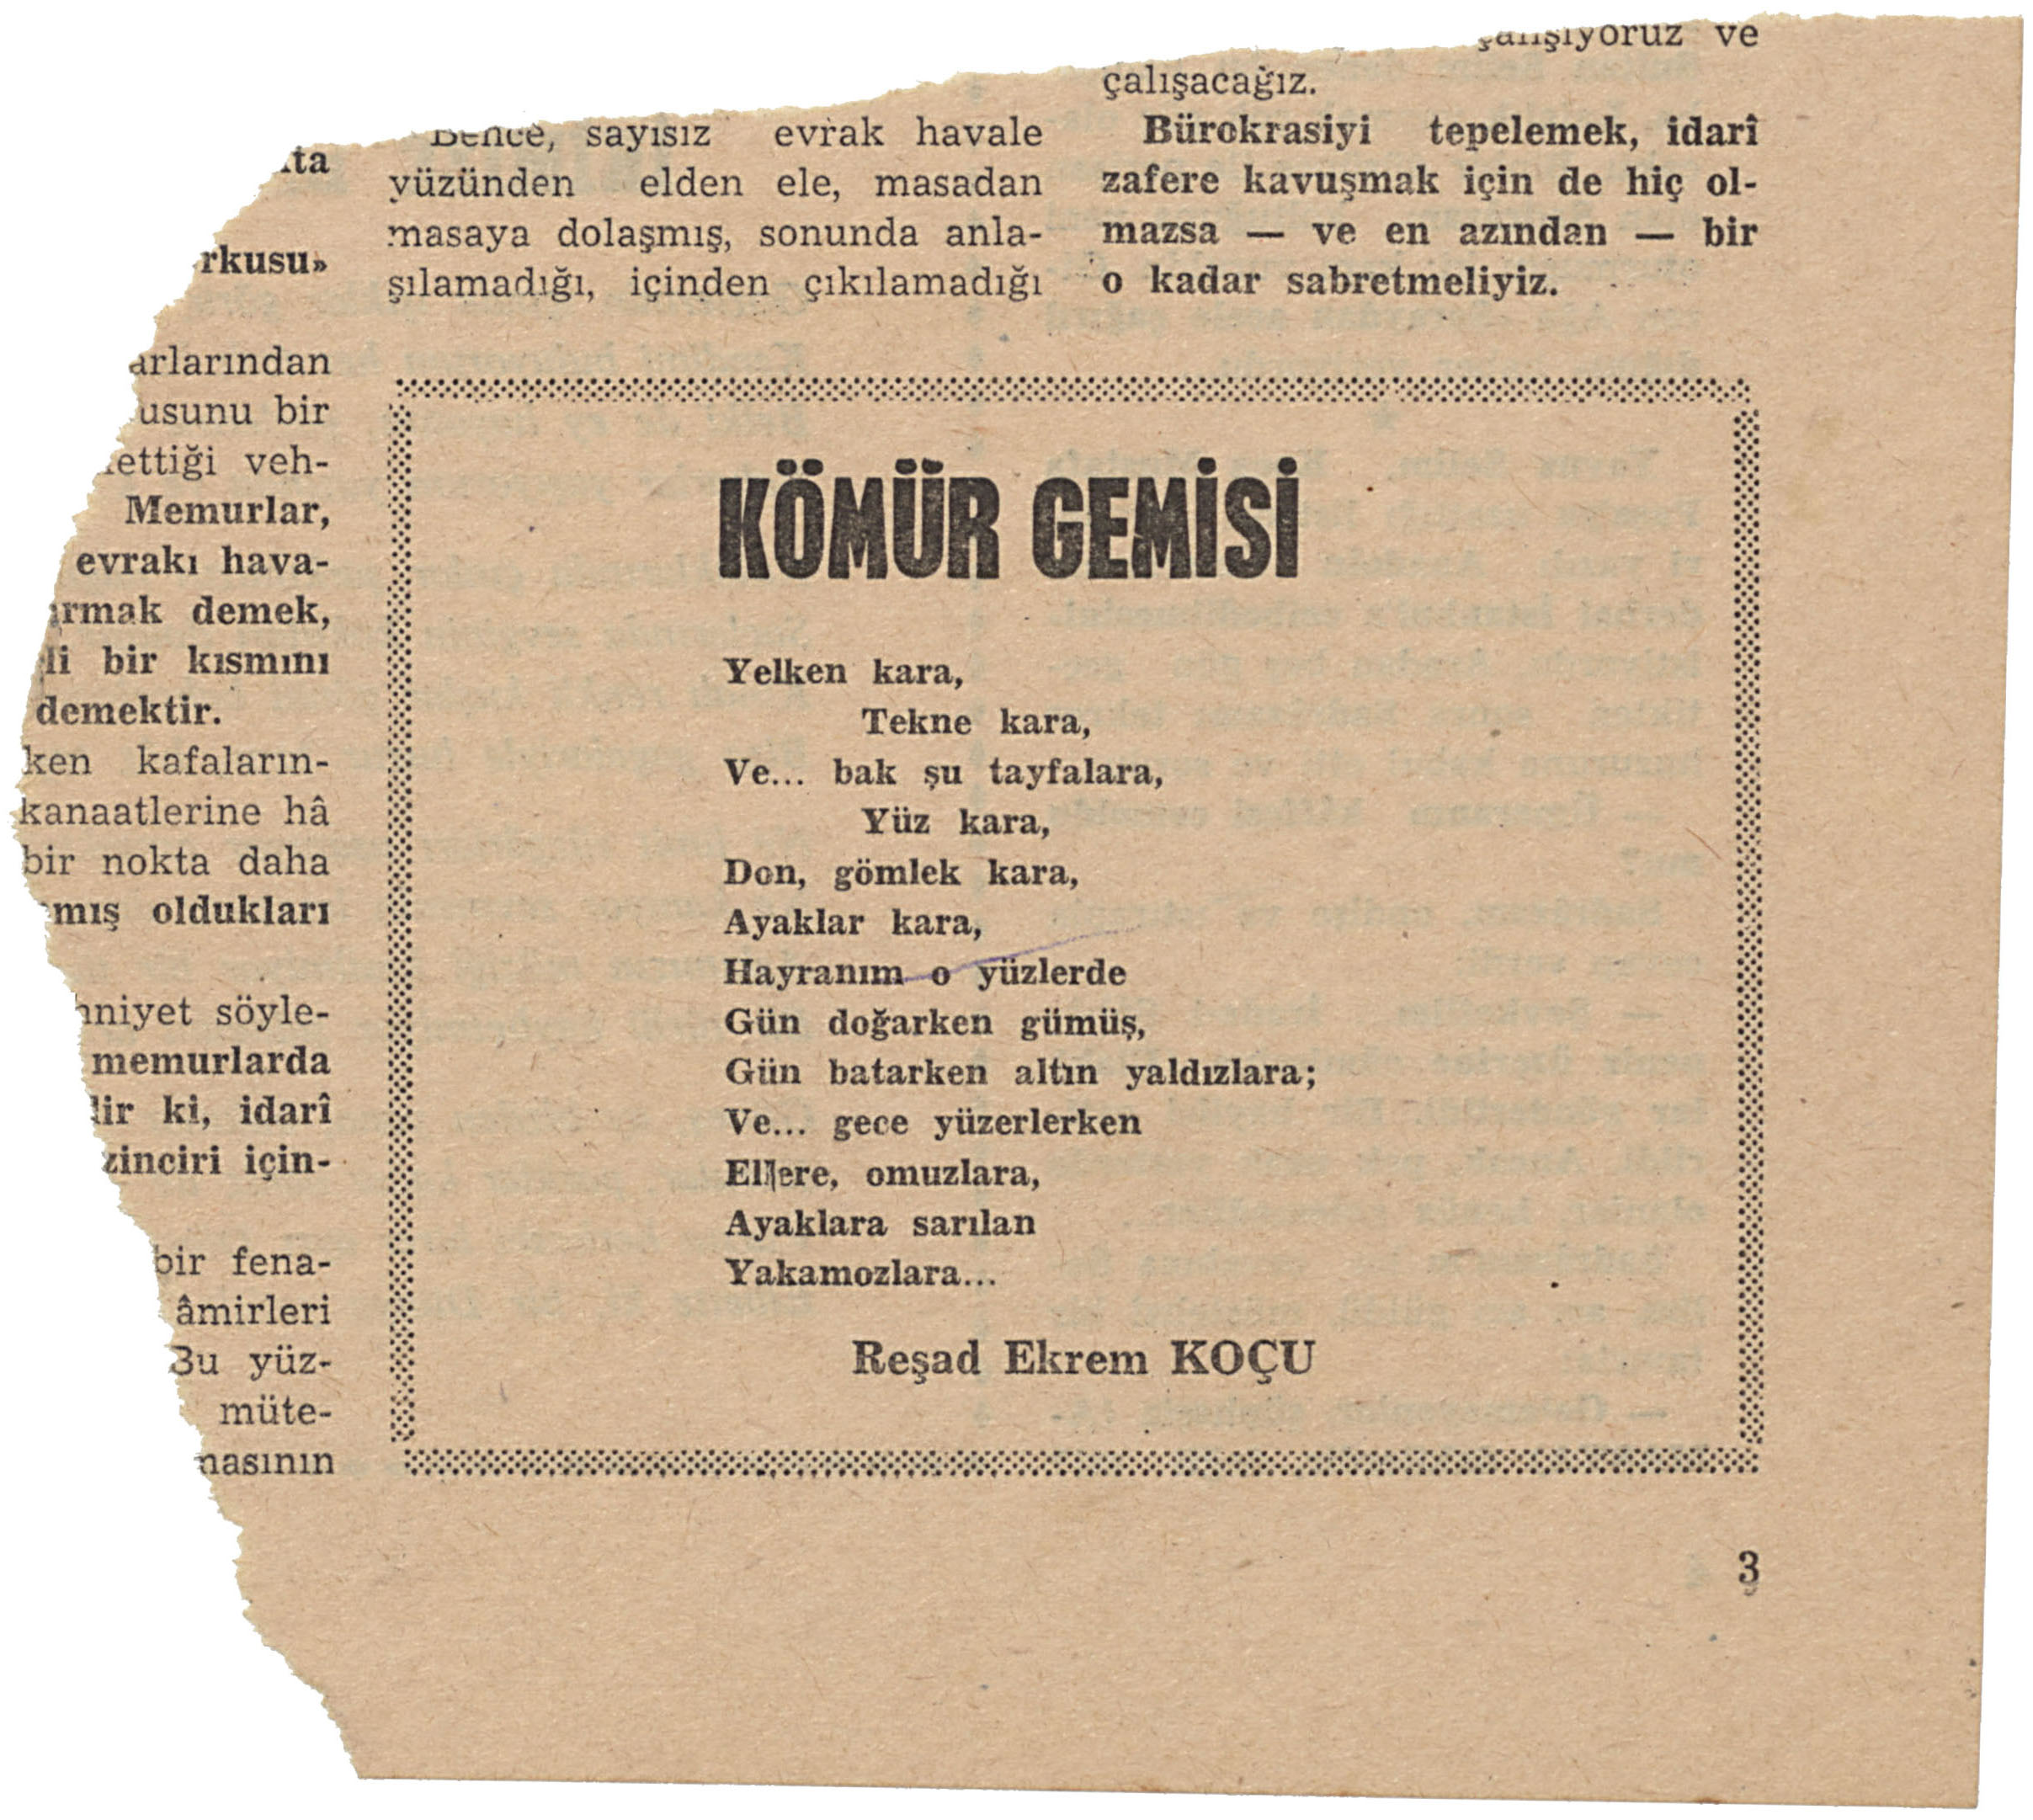 rkusu»
arlarından
usunu bir
ettiği veh-
Memurlar,
evrakı hava-
ırmak demek,
li bir kısmını
demektir.
ken kafaların-
kanaatlerine hâ
bir nokta daha
mış oldukları
niyet söyle-
memurlarda
dir ki, idarî
zinciri için-
bir fena-
âmirleri
Bu yüz-
müte-
masının
Bence, sayısız evrak havale
yüzünden elden ele, masadan
masaya dolaşmış, sonunda anla-
şılamadığı, içinden çıkılamadığı
çalışıyoruz ve
çalışacağız.
Bürokrasiyi tepelemek, idarî
zafere kavuşmak için de hiç ol-
mazsa — ve en azından — bir
o kadar sabretmeliyiz.
KÖMÜR GEMİSİ
Yelken kara,
Tekne kara,
Ve... bak şu tayfalara,
Yüz kara,
Don, gömlek kara,
Ayaklar kara,
Hayranım o yüzlerde
Gün doğarken gümüş,
Gün batarken altın yaldızlara;
Ve... gece yüzerlerken
Ellere, omuzlara,
Ayaklara sarılan
Yakamozlara...
Reşad Ekrem KOÇU
3